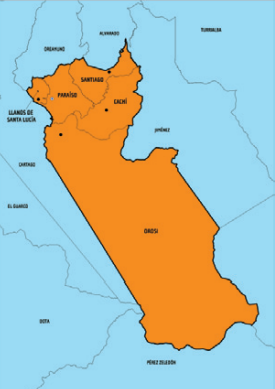 ALVARADO
TURRIALBA
OREAMUNO
SANTIAGO
PARAÍSO
CACHÍ
LLANOS DE
SANTA LUCÍA
JIMÉNEZ
CARTAGO
EL GUARCO
OROSI
DOTA
PÉREZ ZELEDÓN